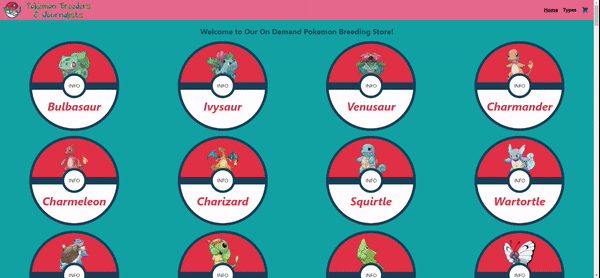 Pokemon Breeders
& Journalists
Home Types
Welcome to Our On Demand Pokemon Breeding Store!
INFO INFO INFO INFO
Bulbasaur Ivysaur Venusaur Charmander
INFO INFO INFO INFO
Charmeleon Charizard Squirtle Wartortle
INFO INFO INFO INFO